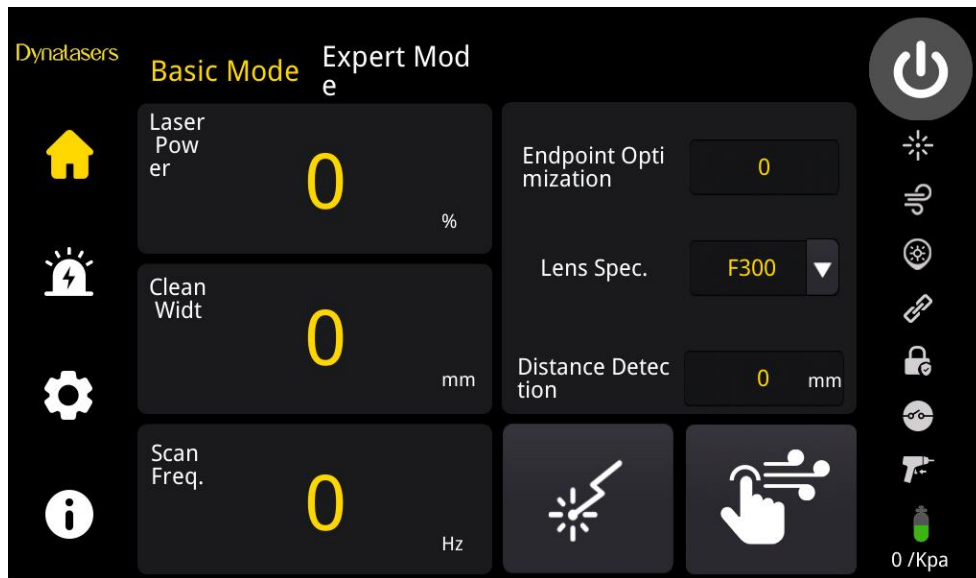 Dynalasers
Basic Mode
Expert Mod
e
Laser
Pow
er
0
%
Clean
Widt
0
mm
Scan
Freq.
0
Hz
Endpoint Opti
mization
0
Lens Spec.
F300
Distance Detec
tion
0 mm
0 /Kpa